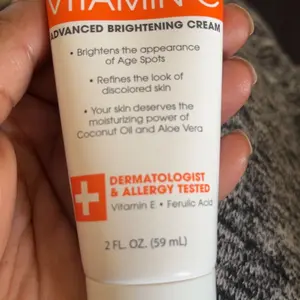 VITAMIN C
ADVANCED BRIGHTENING CREAM
• Brightens the appearance
of Age Spots
• Refines the look of
discolored skin
• Your skin deserves the
moisturizing power of
Coconut Oil and Aloe Vera
DERMATOLOGIST
& ALLERGY TESTED
Vitamin E • Ferulic Acid
2 FL. OZ. (59 mL)